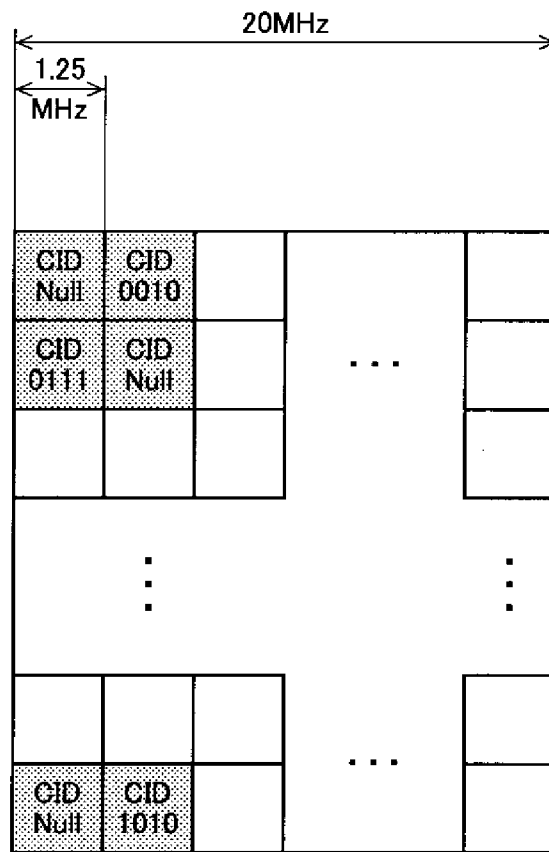 20MHz
1.25
MHz
CID
Null
CID
0010
CID
0111
CID
Null
CID
Null
CID
1010